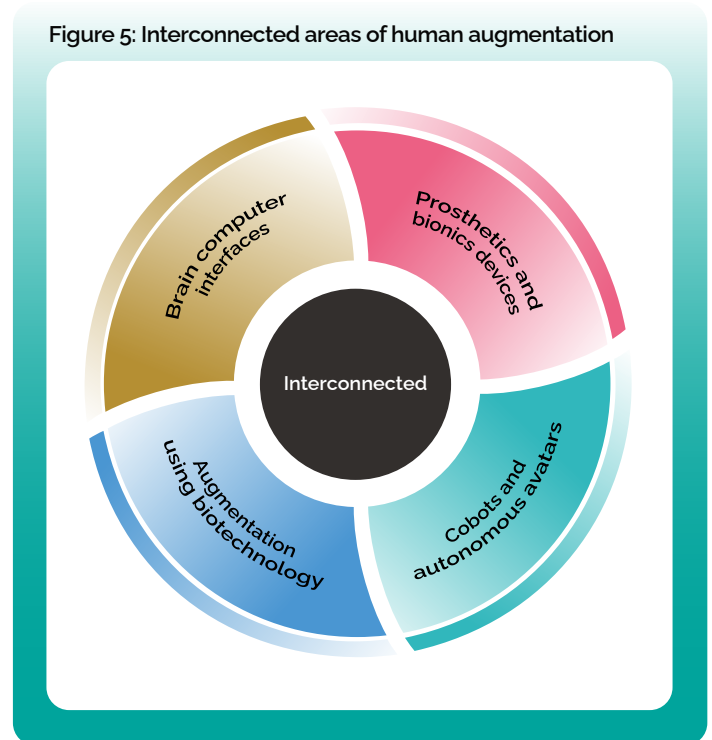 Figure 5: Interconnected areas of human augmentation
Brain computer
interfaces
Prosthetics and
bionics devices
Interconnected
Augmentation
using biotechnology
Cobots and
autonomous avatars